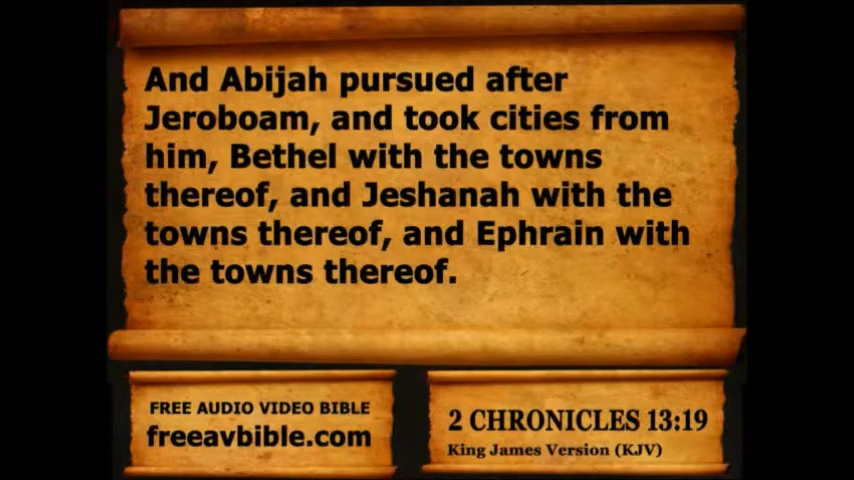 And Abijah pursued after
Jeroboam, and took cities from
him, Bethel with the towns
thereof, and Jeshanah with the
towns thereof, and Ephrain with
the towns thereof.
FREE AUDIO VIDEO BIBLE
freeavbible.com
2 CHRONICLES 13:19
King James Version (KJV)